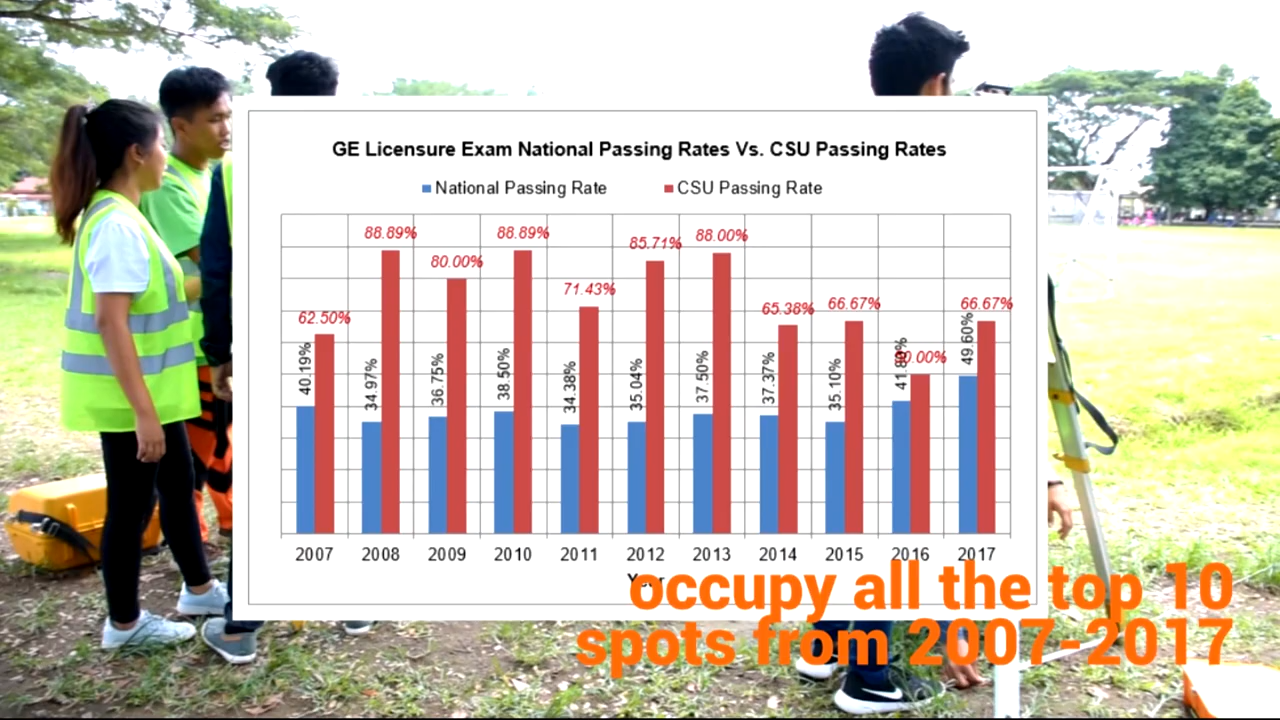 GE Licensure Exam National Passing Rates Vs. CSU Passing Rates
National Passing Rate CSU Passing Rate
62.50% 88.89% 80.00% 88.89% 71.43% 85.71% 88.00% 65.38% 66.67% 66.67%
40.19% 34.97% 36.75% 38.50% 34.38% 35.04% 37.50% 37.37% 35.10% 49.60%
2007 2008 2009 2010 2011 2012 2013 2014 2015 2016 2017
occupy all the top 10
spots from 2007-2017